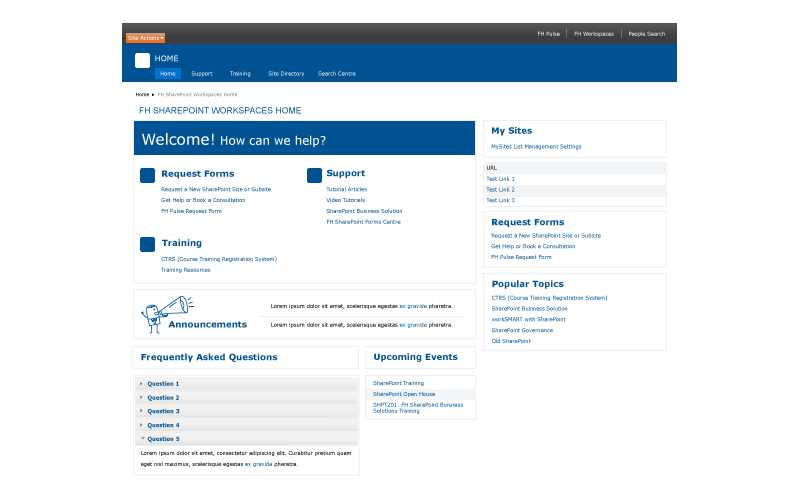 Site Actions
FH Pulse
FH Workspaces
People Search
HOME
Home
Support
Training
Site Directory
Search Centre
Home
FH SharePoint Workspaces Home
FH SHAREPOINT WORKSPACES HOME
Welcome! How can we help?
Request Forms
Request a New SharePoint Site or Subsite
Get Help or Book a Consultation
FH Pulse Request Form
Support
Tutorial Articles
Video Tutorials
SharePoint Business Solution
FH SharePoint Forms Centre
Training
CTRS (Course Training Registration System)
Training Resources
Announcements
Lorem ipsum dolor sit amet, scelerisque egestas ex gravida pharetra.
Lorem ipsum dolor sit amet, scelerisque egestas ex gravida pharetra.
Frequently Asked Questions
Question 1
Question 2
Question 3
Question 4
Question 5
Lorem ipsum dolor sit amet, consectetur adipiscing elit. Curabitur pretium quam
eget nisl maximus, scelerisque egestas ex gravida pharetra.
Upcoming Events
SharePoint Training
SharePoint Open House
SHPT201: FH SharePoint Buisness
Solutions Training
My Sites
MySites List Management Settings
URL
Test Link 1
Test Link 2
Test Link 3
Request Forms
Request a New SharePoint Site or Subsite
Get Help or Book a Consultation
FH Pulse Request Form
Popular Topics
CTRS (Course Training Registration System)
SharePoint Business Solution
workSMART with SharePoint
SharePoint Governance
Old SharePoint